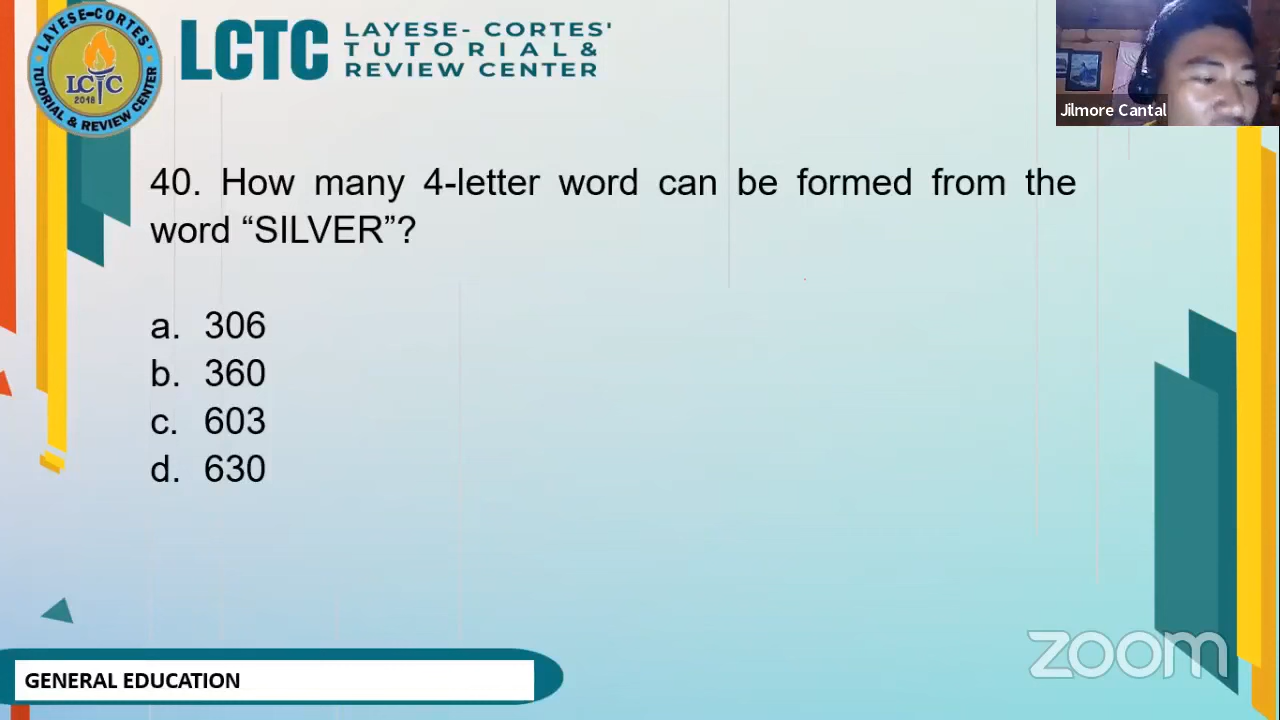 LAYESE-CORTES'
LCTC
2018
TUTORIAL & REVIEW CENTER
LCTC
LAYESE- CORTES'
TUTORIAL &
REVIEW CENTER
Jilmore Cantal
40. How many 4-letter word can be formed from the
word “SILVER”?
a. 306
b. 360
c. 603
d. 630
zoom
GENERAL EDUCATION